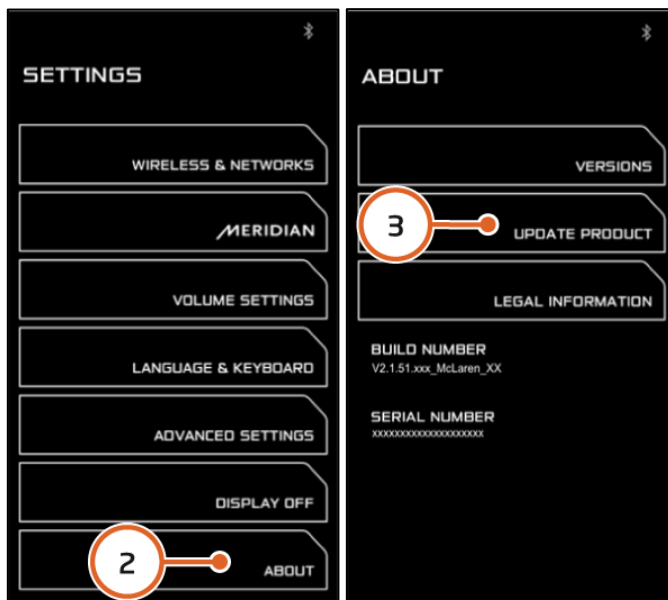 SETTINGS
WIRELESS & NETWORKS
MERIDIAN
VOLUME SETTINGS
LANGUAGE & KEYBOARD
ADVANCED SETTINGS
DISPLAY OFF
2
ABOUT
ABOUT
VERSIONS
3
UPDATE PRODUCT
LEGAL INFORMATION
BUILD NUMBER
V2.1.51.xxx_McLaren_XX
SERIAL NUMBER
xxxxxxxxxxxxxxxxxxxx